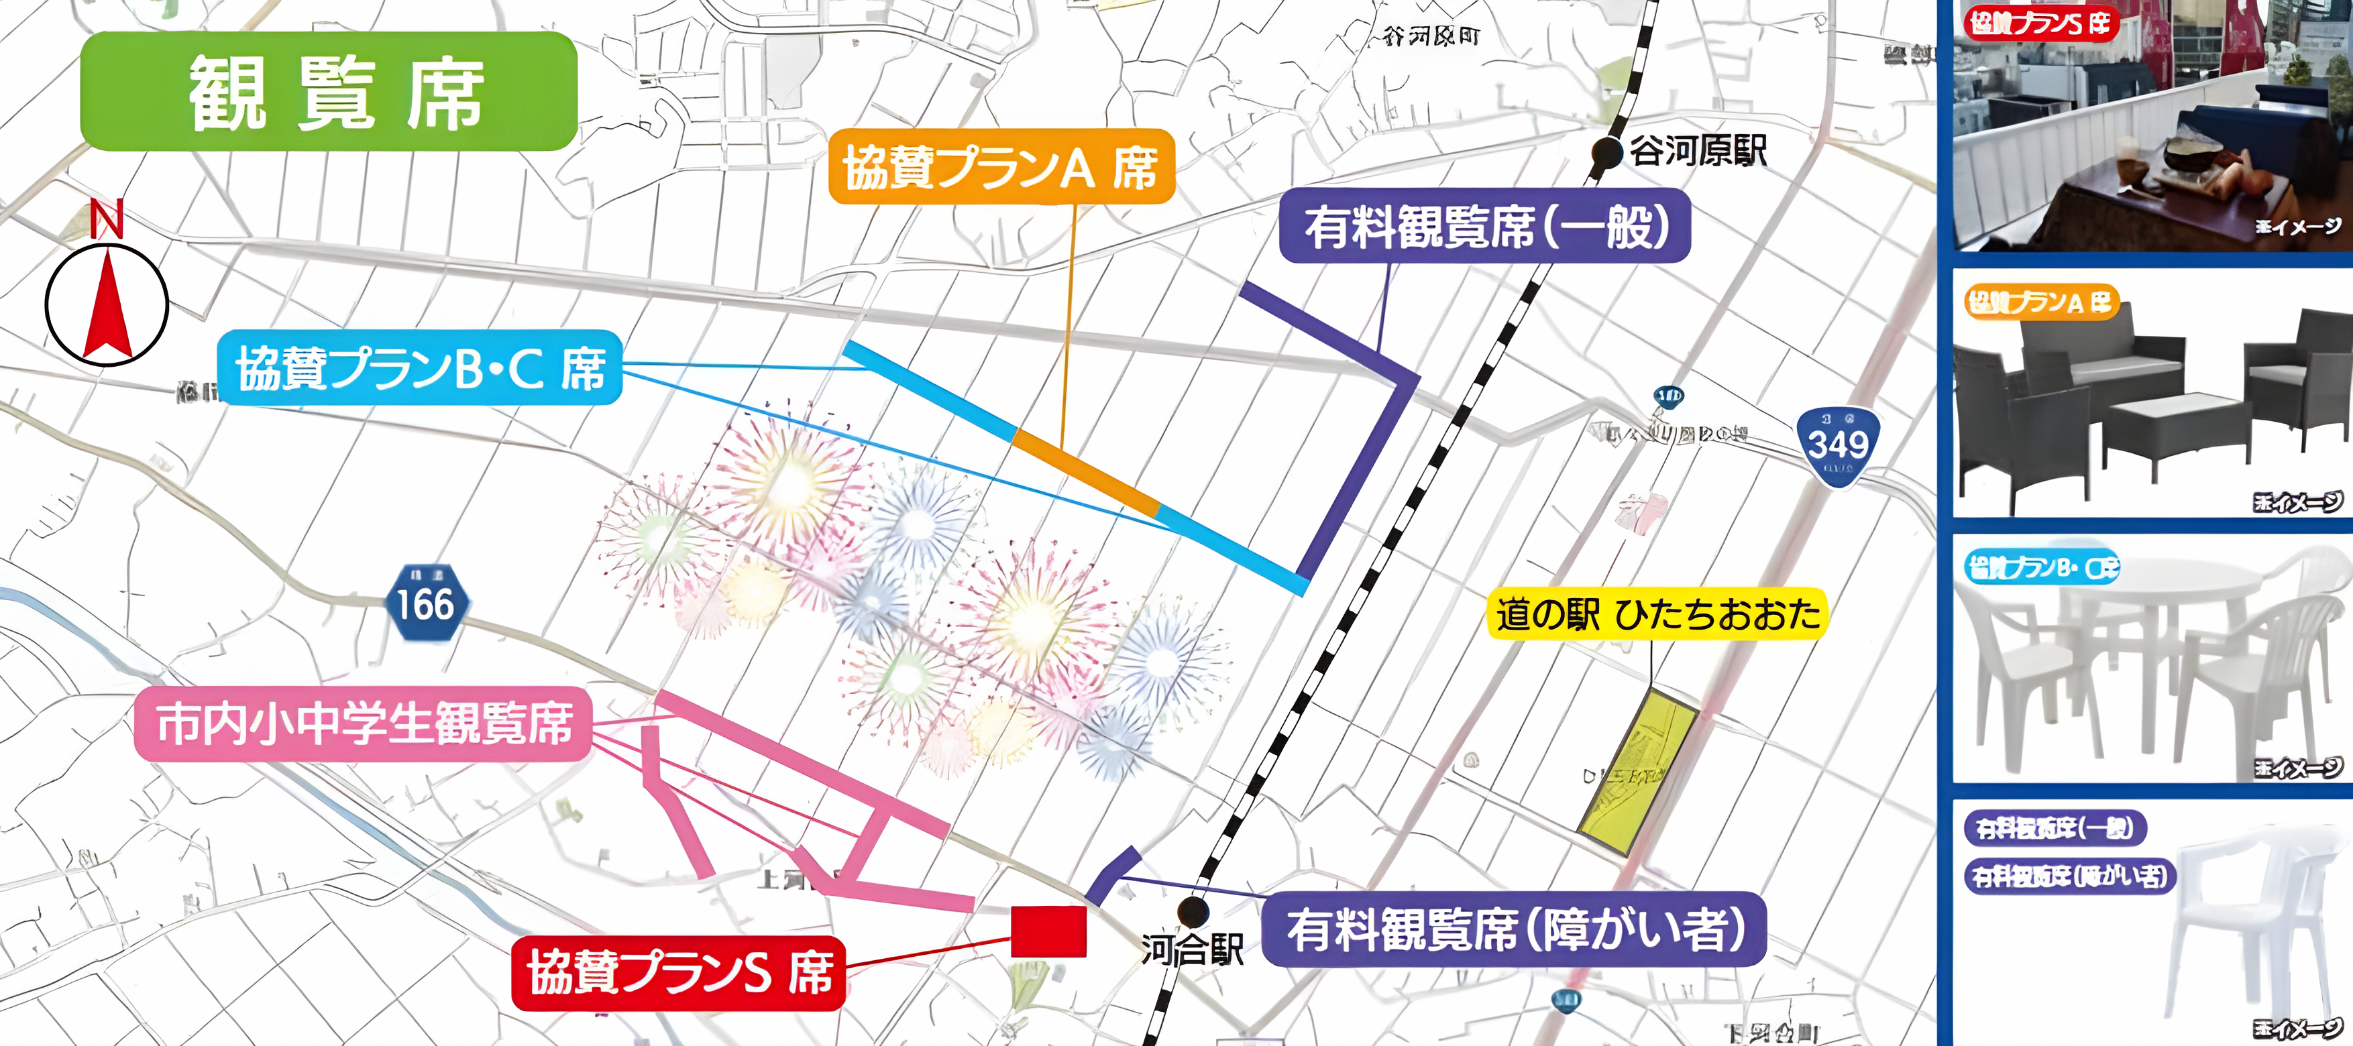 観覧席
N
協賛プランA 席
谷河原駅
有料観覧席(一般)
協賛プランB・C 席
349
166
道の駅 ひたちおおた
市内小中学生観覧席
有料観覧席(障がい者)
河合駅
協賛プランS 席
協賛プランS 席
※イメージ
協賛プランA 席
※イメージ
協賛プランB・C席
※イメージ
有料観覧席(一般)
有料観覧席(障がい者)
※イメージ